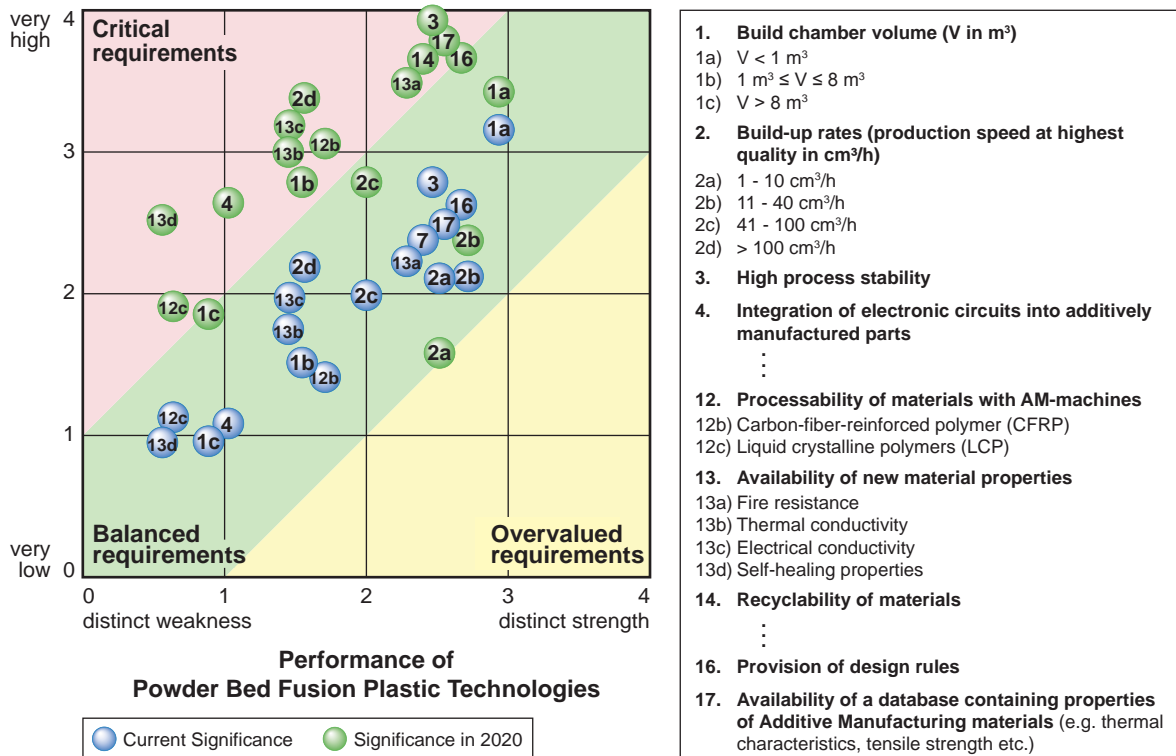 very
high
4
Critical
requirements
3
17
14
16
13a
1a
2d
13c
1a
12b
3
13b
1b
2c
3
4
16
13d
17
7
2b
13a
2d
2a
2b
2
12c
1c
13c
2c
13b
2a
1b
12b
12c
4
1
13d
1c
Balanced
requirements
Overvalued
requirements
very
low
0
0 1 2 3 4
distinct weakness distinct strength
Performance of
Powder Bed Fusion Plastic Technologies
Current Significance Significance in 2020
1. Build chamber volume (V in m³)
1a) V < 1 m³
1b) 1 m³ ≤ V ≤ 8 m³
1c) V > 8 m³
2. Build-up rates (production speed at highest
quality in cm³/h)
2a) 1 - 10 cm³/h
2b) 11 - 40 cm³/h
2c) 41 - 100 cm³/h
2d) > 100 cm³/h
3. High process stability
4. Integration of electronic circuits into additively
manufactured parts
⋮
12. Processability of materials with AM-machines
12b) Carbon-fiber-reinforced polymer (CFRP)
12c) Liquid crystalline polymers (LCP)
13. Availability of new material properties
13a) Fire resistance
13b) Thermal conductivity
13c) Electrical conductivity
13d) Self-healing properties
14. Recyclability of materials
⋮
16. Provision of design rules
17. Availability of a database containing properties
of Additive Manufacturing materials (e.g. thermal
characteristics, tensile strength etc.)